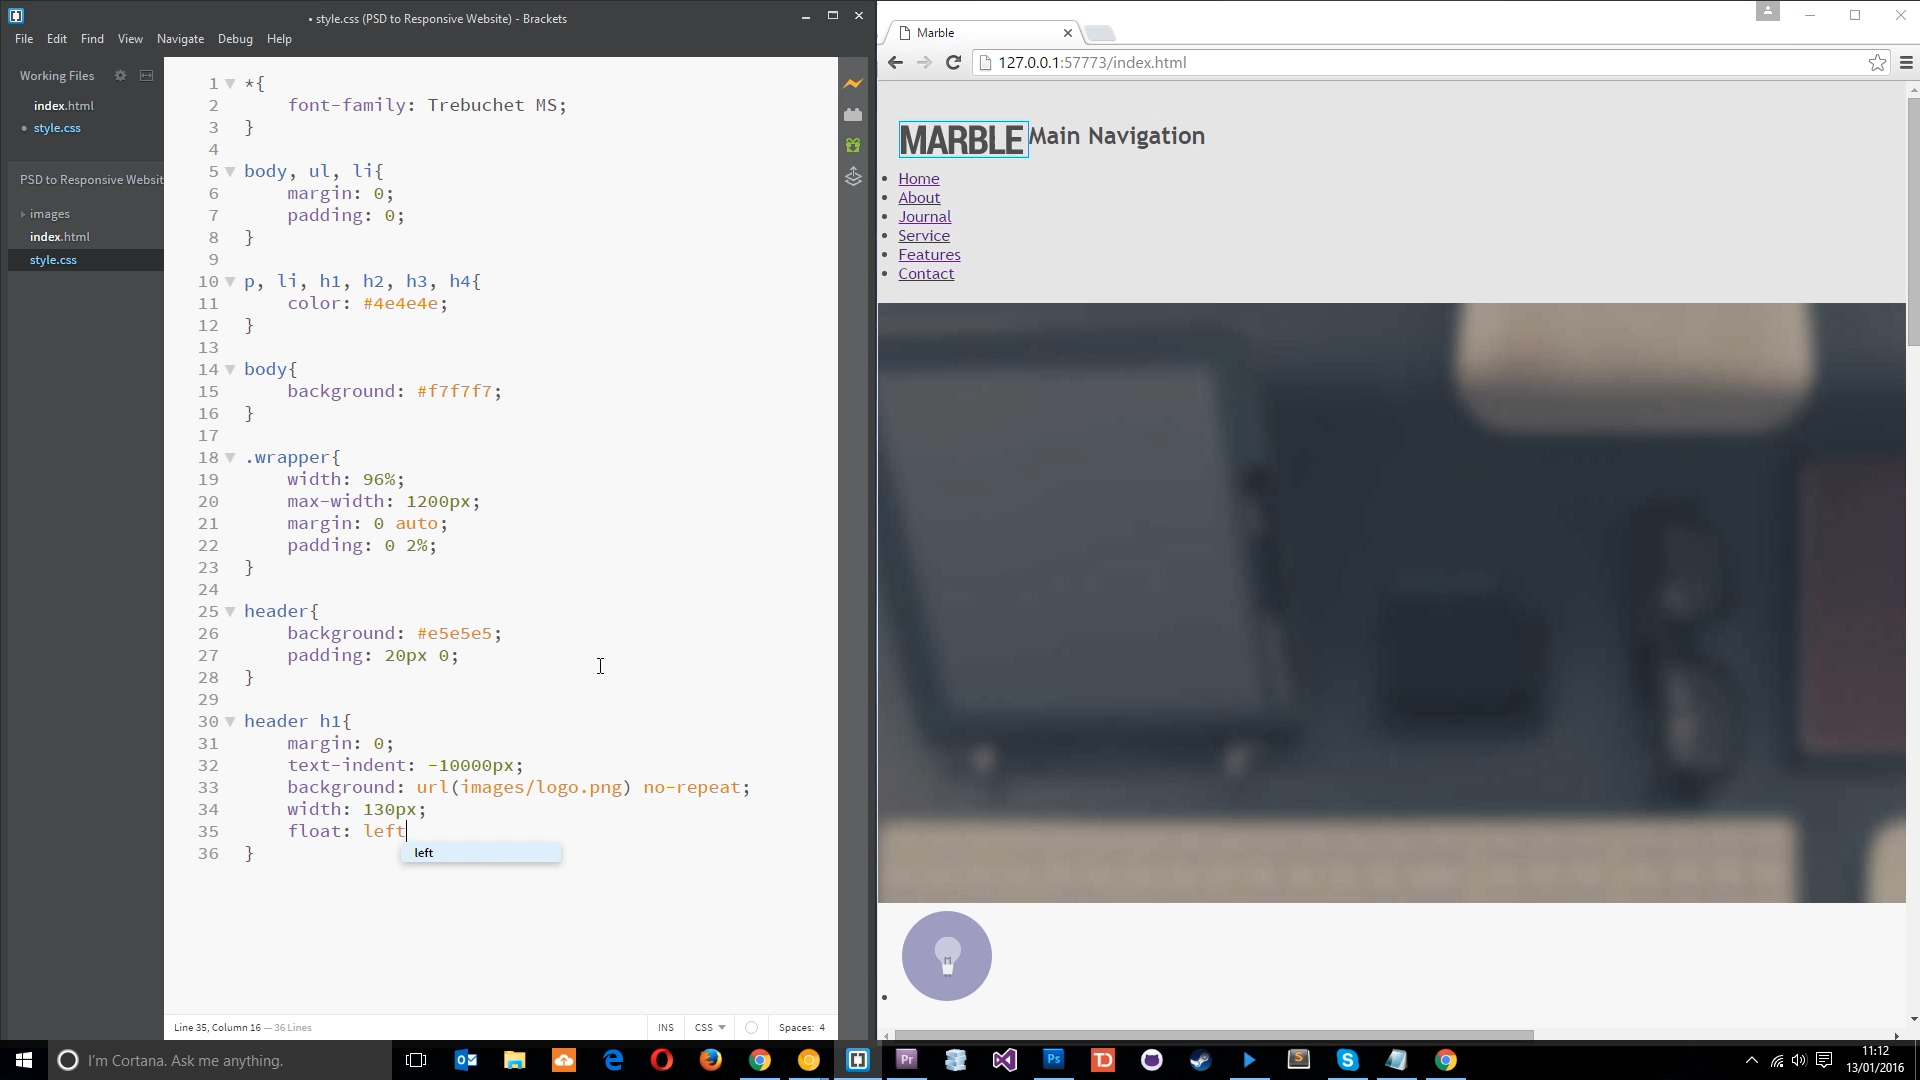 • style.css (PSD to Responsive Website) - Brackets
File Edit Find View Navigate Debug Help
Working Files
index.html
• style.css
PSD to Responsive Websit
images
index.html
style.css
1 *{
2 font-family: Trebuchet MS;
3 }
4
5 body, ul, li{
6 margin: 0;
7 padding: 0;
8 }
9
10 p, li, h1, h2, h3, h4{
11 color: #4e4e4e;
12 }
13
14 body{
15 background: #f7f7f7;
16 }
17
18 .wrapper{
19 width: 96%;
20 max-width: 1200px;
21 margin: 0 auto;
22 padding: 0 2%;
23 }
24
25 header{
26 background: #e5e5e5;
27 padding: 20px 0;
28 }
29
30 header h1{
31 margin: 0;
32 text-indent: -10000px;
33 background: url(images/logo.png) no-repeat;
34 width: 130px;
35 float: left
36 }
left
Line 35, Column 16 — 36 Lines
INS CSS Spaces: 4
Marble
127.0.0.1:57773/index.html
MARBLE Main Navigation
• Home
• About
• Journal
• Service
• Features
• Contact
I'm Cortana. Ask me anything.
Pr
Ps
TD
S
11:12
13/01/2016